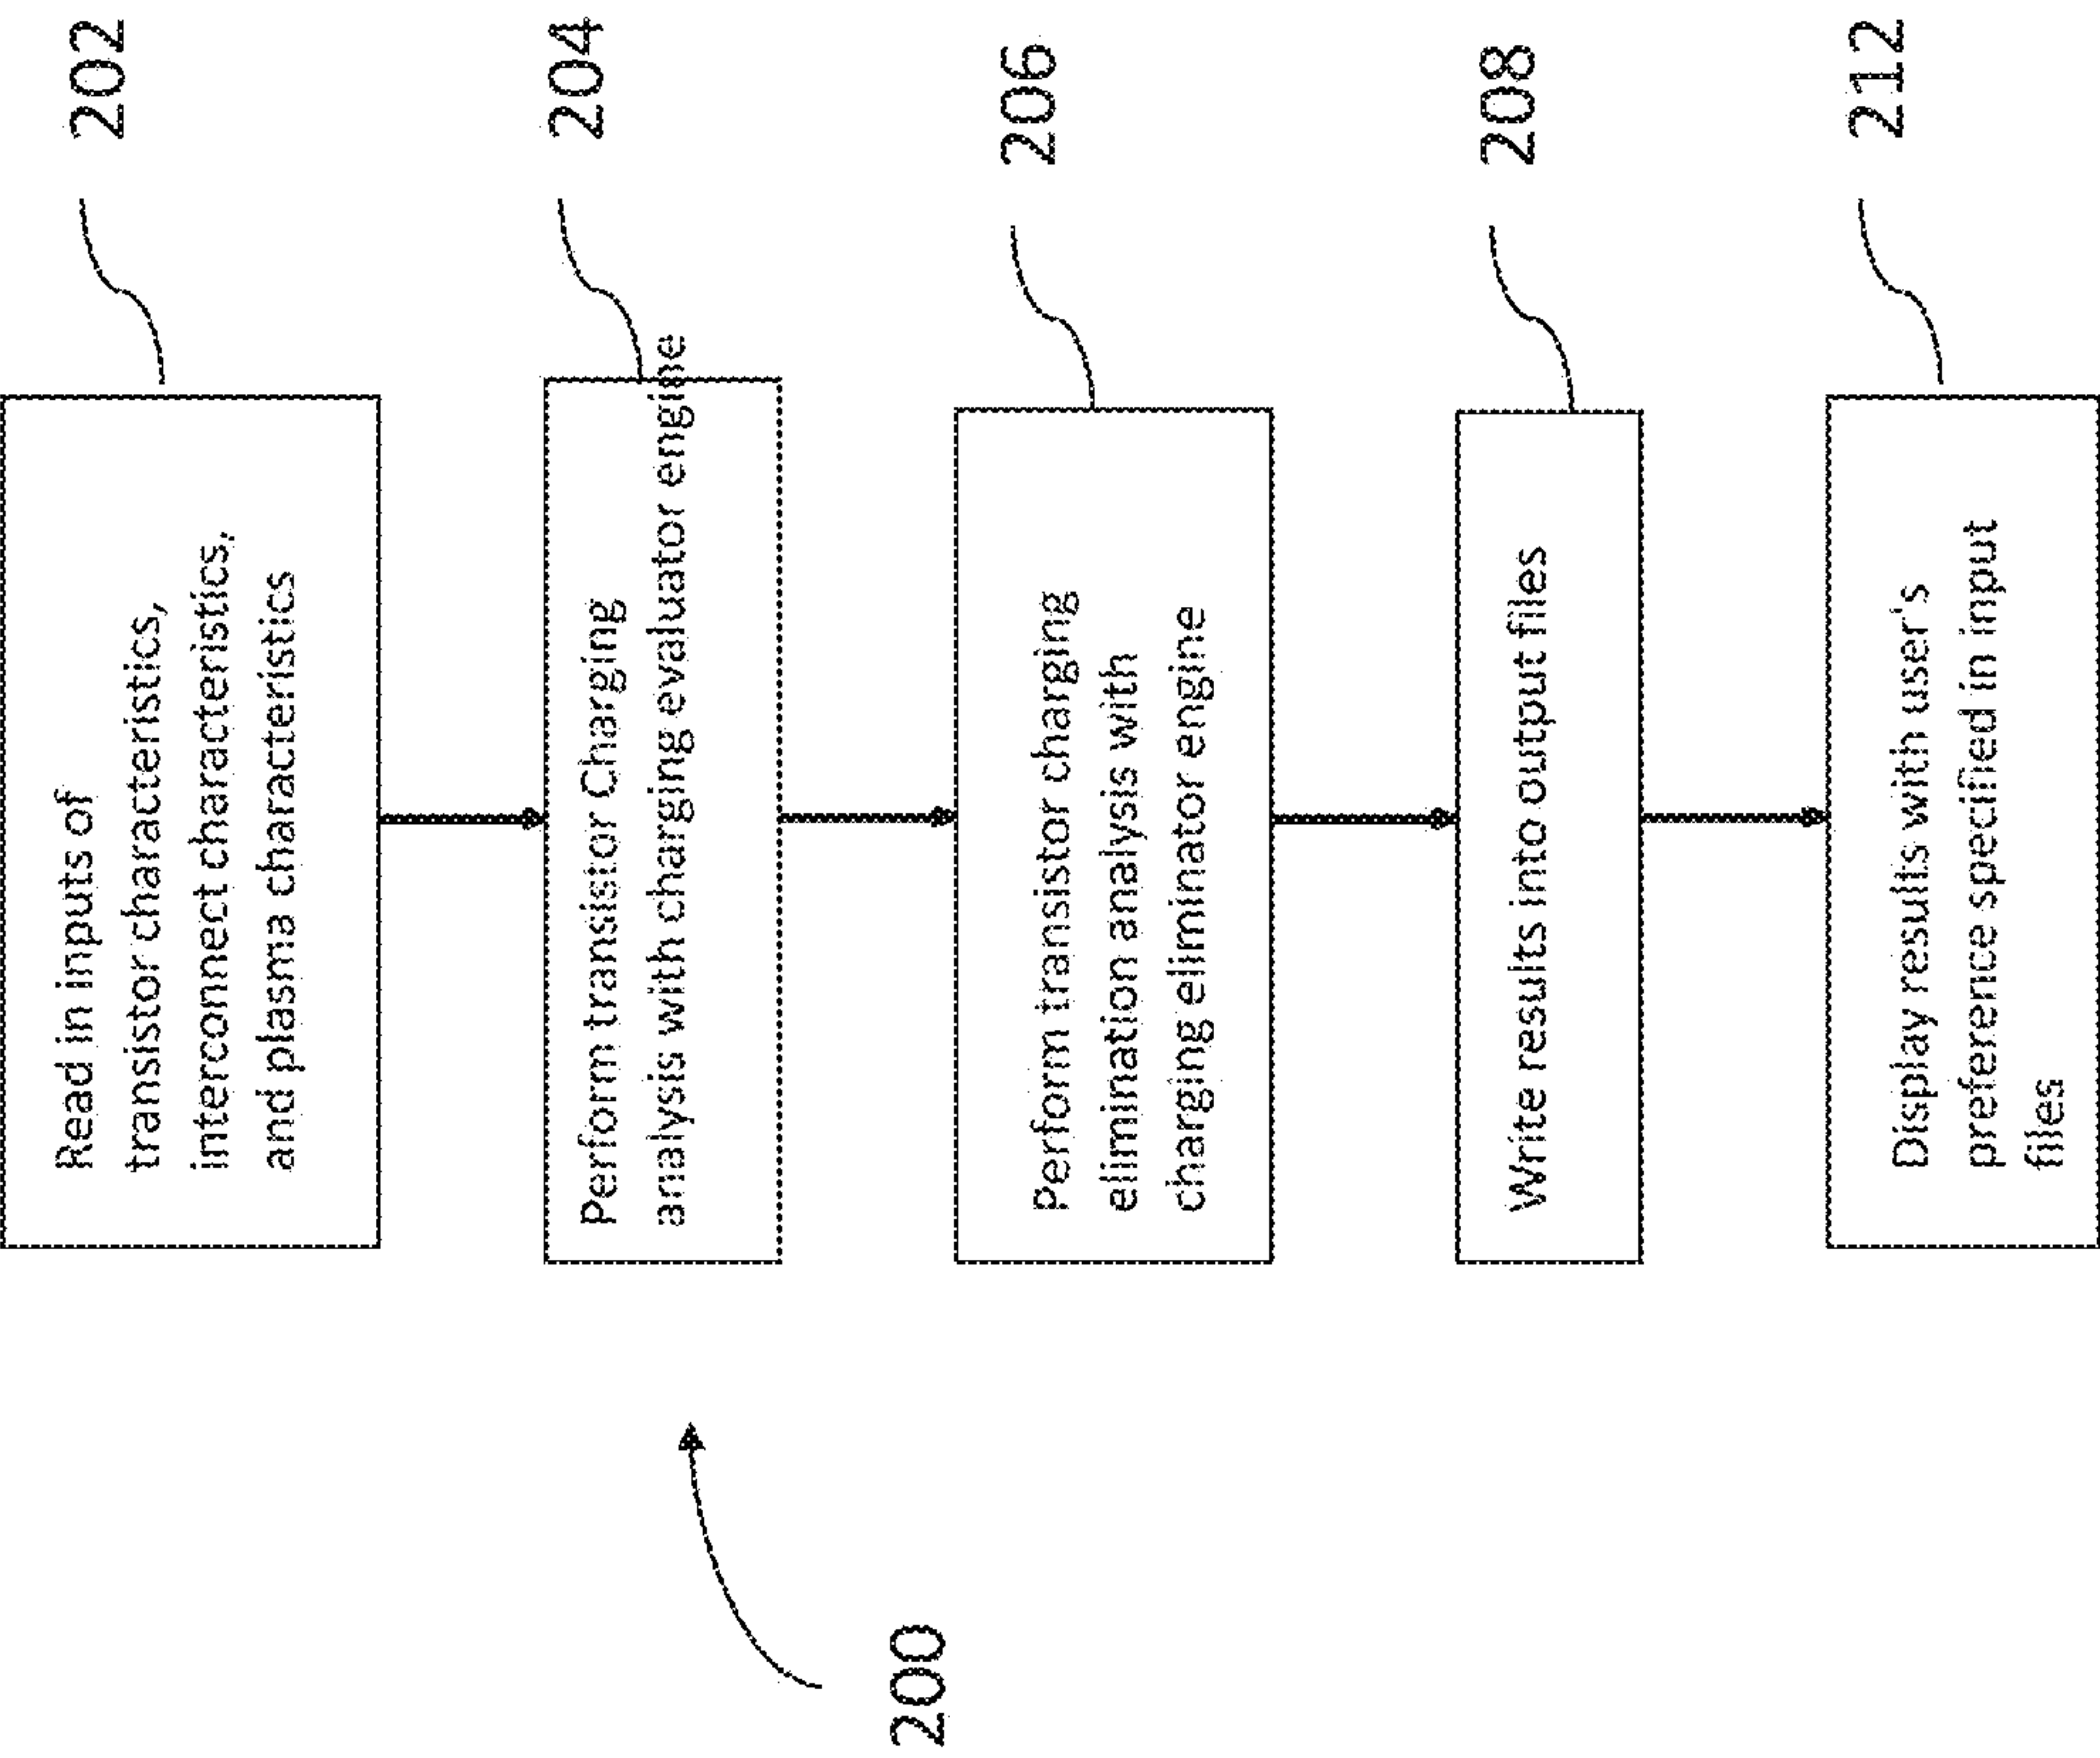 Read in inputs of
transistor characteristics,
interconnect characteristics,
and plasma characteristics
202
Perform transistor Charging
analysis with charging evaluator engine
204
Perform transistor charging
elimination analysis with
charging eliminator engine
206
Write results into output files
208
Display results with user's
preference specified in input
files
212
200